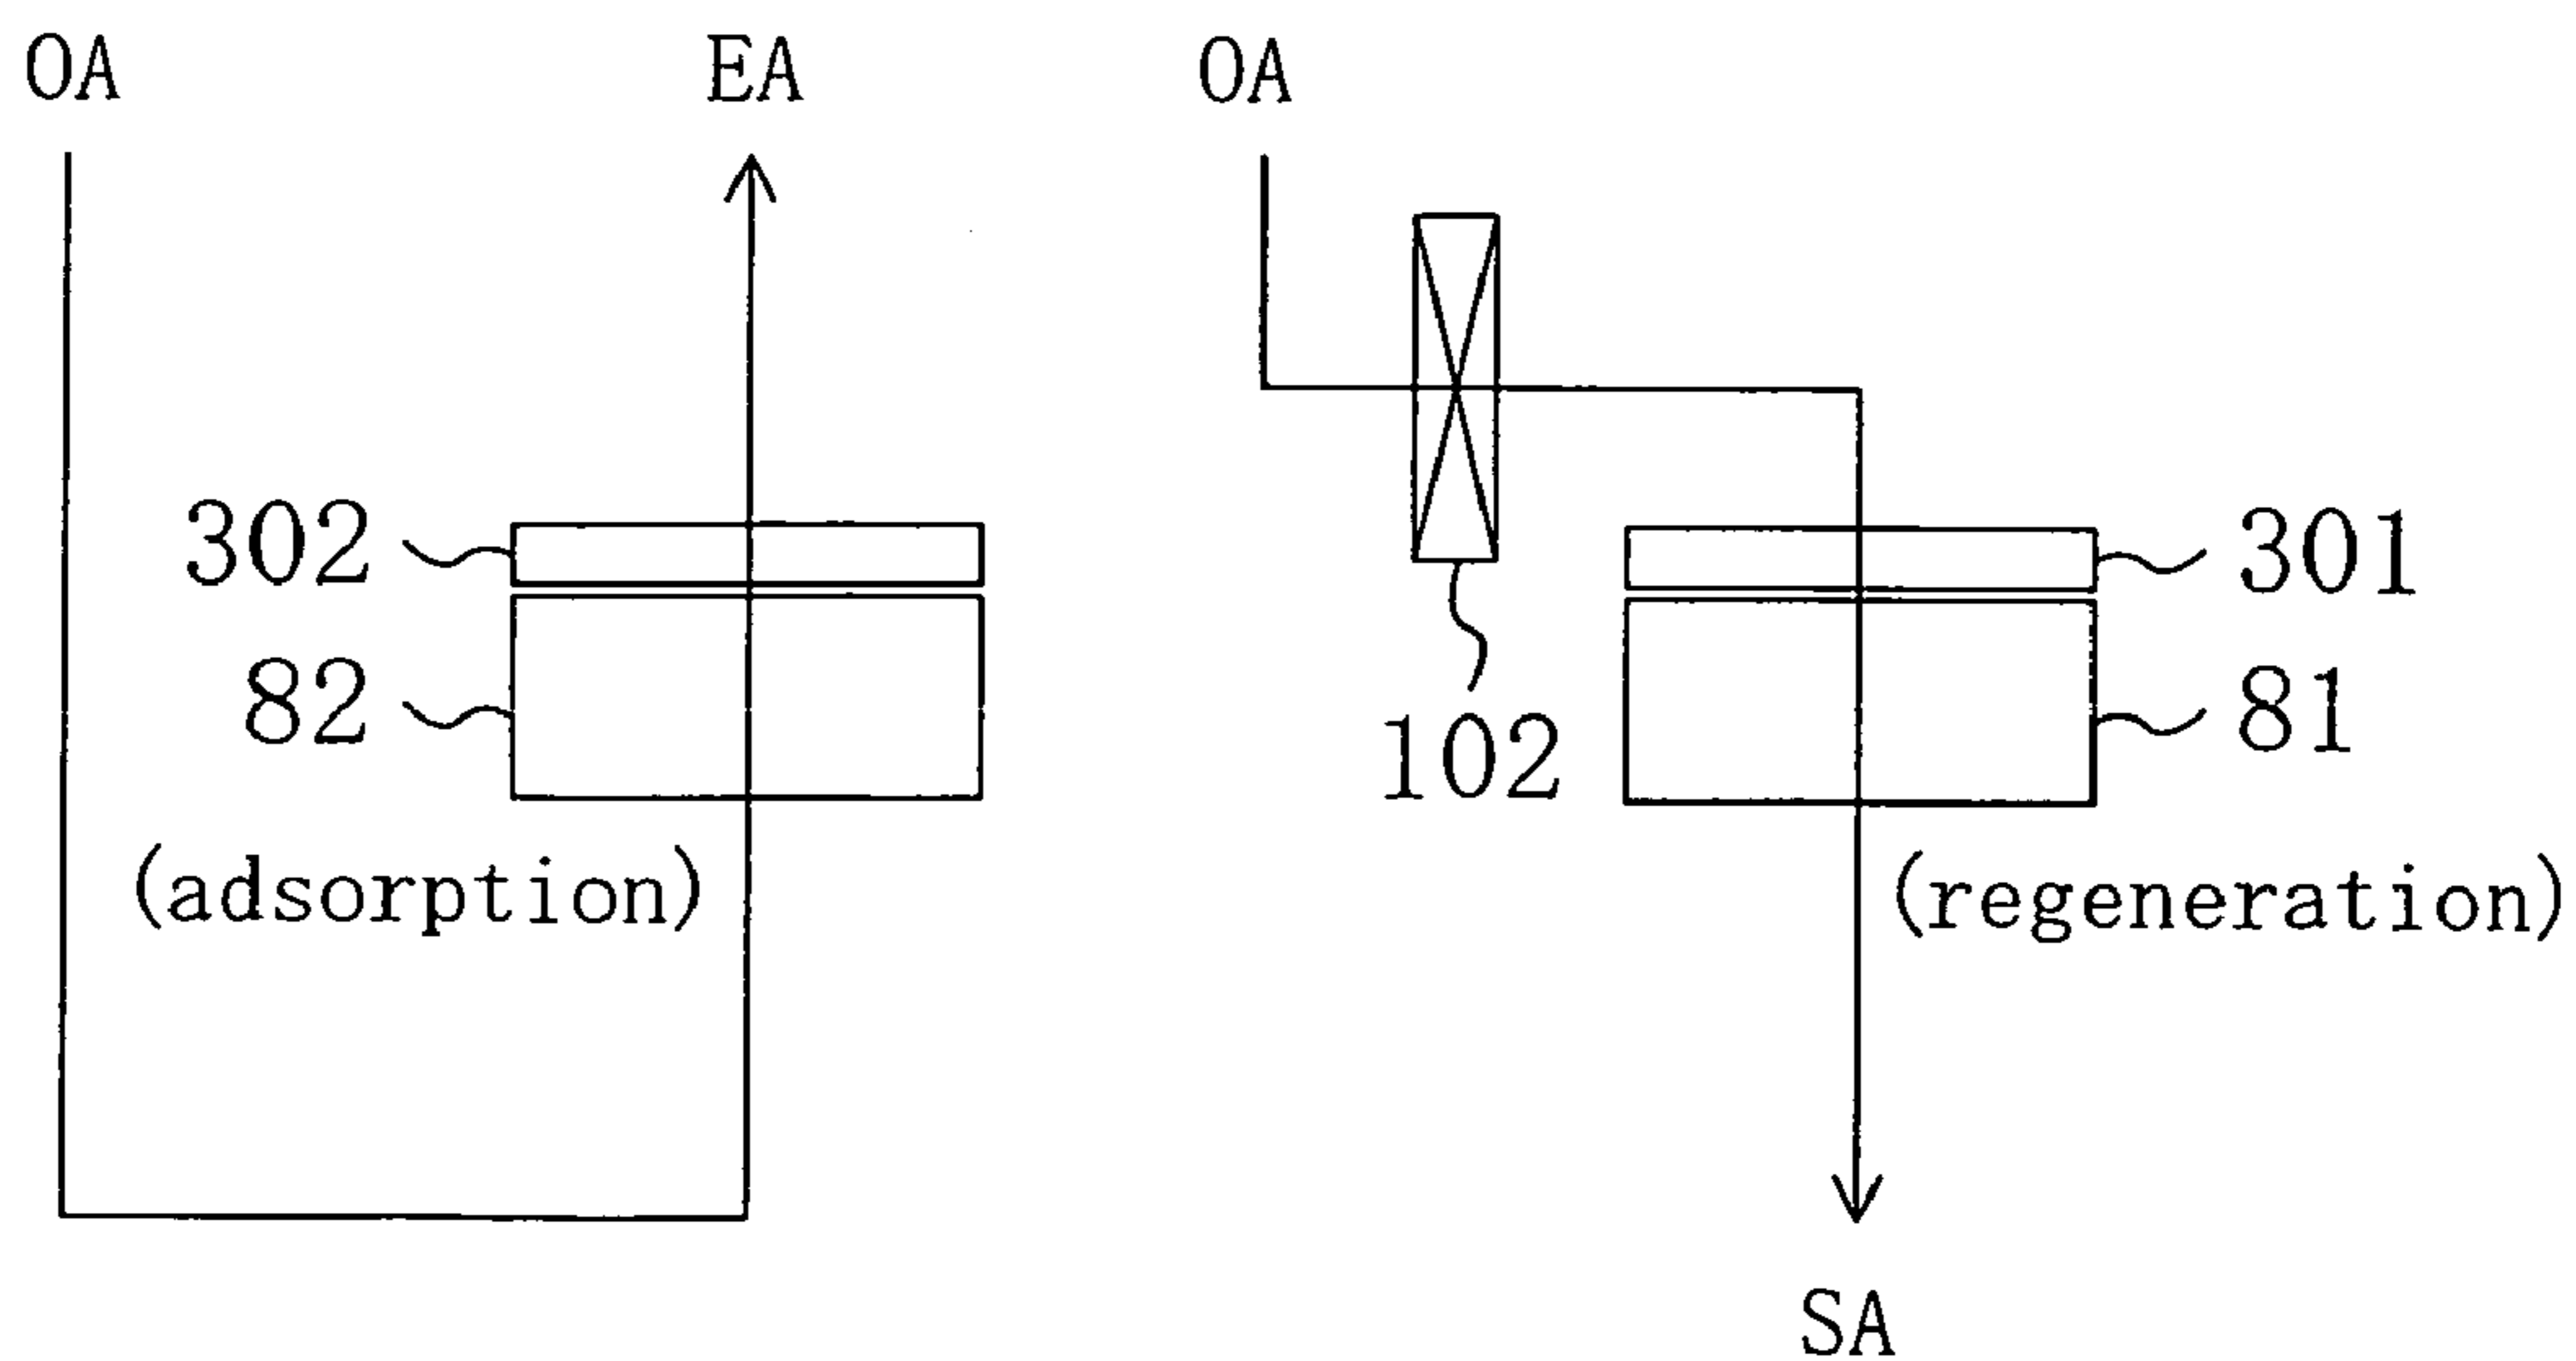 OA
EA
OA
302
301
82
81
102
(adsorption)
(regeneration)
SA